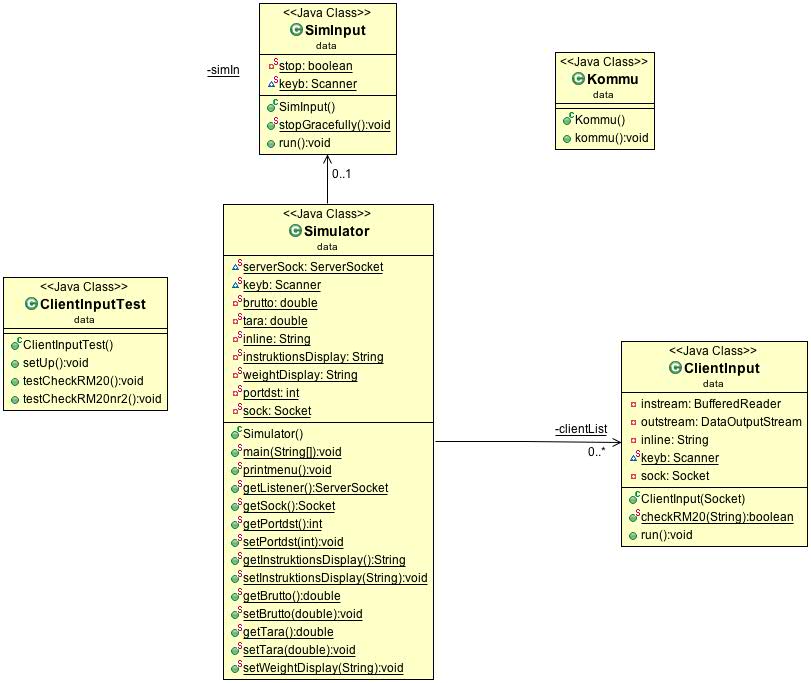 <<Java Class>>
SimInput
data
stop: boolean
keyb: Scanner
SimInput()
stopGracefully():void
run():void
-simIn
0..1
<<Java Class>>
Kommu
data
Kommu()
kommu():void
<<Java Class>>
Simulator
data
serverSock: ServerSocket
keyb: Scanner
brutto: double
tara: double
inline: String
instruktionsDisplay: String
weightDisplay: String
portdst: int
sock: Socket
Simulator()
main(String[]):void
printmenu():void
getListener():ServerSocket
getSock():Socket
getPortdst():int
setPortdst(int):void
getInstruktionsDisplay():String
setInstruktionsDisplay(String):void
getBrutto():double
setBrutto(double):void
getTara():double
setTara(double):void
setWeightDisplay(String):void
<<Java Class>>
ClientInputTest
data
ClientInputTest()
setUp():void
testCheckRM20():void
testCheckRM20nr2():void
-clientList
0..*
<<Java Class>>
ClientInput
data
instream: BufferedReader
outstream: DataOutputStream
inline: String
keyb: Scanner
sock: Socket
ClientInput(Socket)
checkRM20(String):boolean
run():void